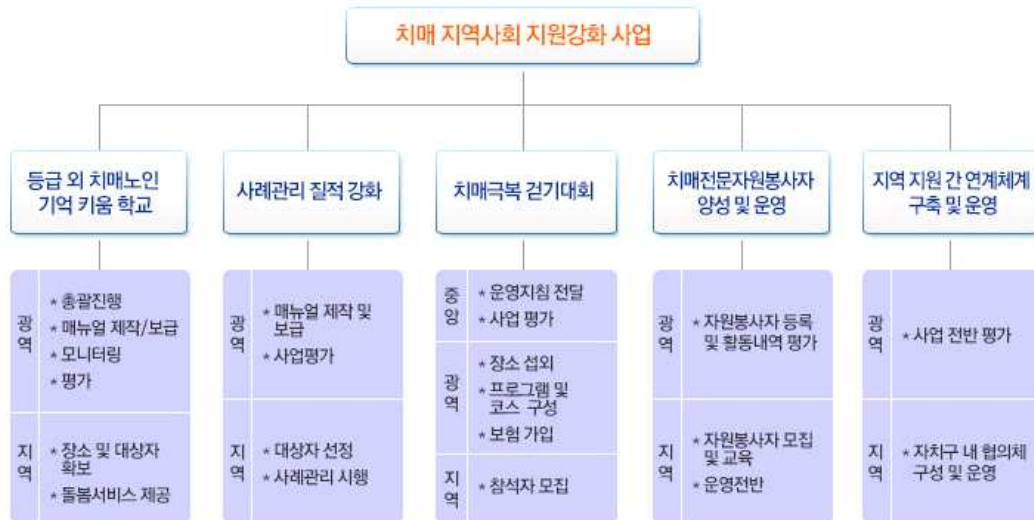 치매 지역사회 지원강화 사업
등급 외 치매노인
기억 키움 학교
광역
* 총괄진행
* 매뉴얼 제작/보급
* 모니터링
* 평가
지역
* 장소 및 대상자
확보
* 돌봄서비스 제공
사례관리 질적 강화
광역
* 매뉴얼 제작 및
보급
* 사업평가
지역
* 대상자 선정
* 사례관리 시행
치매극복 걷기대회
중앙
* 운영지침 전달
* 사업 평가
광역
* 장소 섭외
* 프로그램 및
코스 구성
* 보험 가입
지역
* 참석자 모집
치매전문자원봉사자
양성 및 운영
광역
* 자원봉사자 등록
및 활동내역 평가
지역
* 자원봉사자 모집
및 교육
* 운영전반
지역 지원 간 연계체계
구축 및 운영
광역
* 사업 전반 평가
지역
* 자치구 내 협의체
구성 및 운영